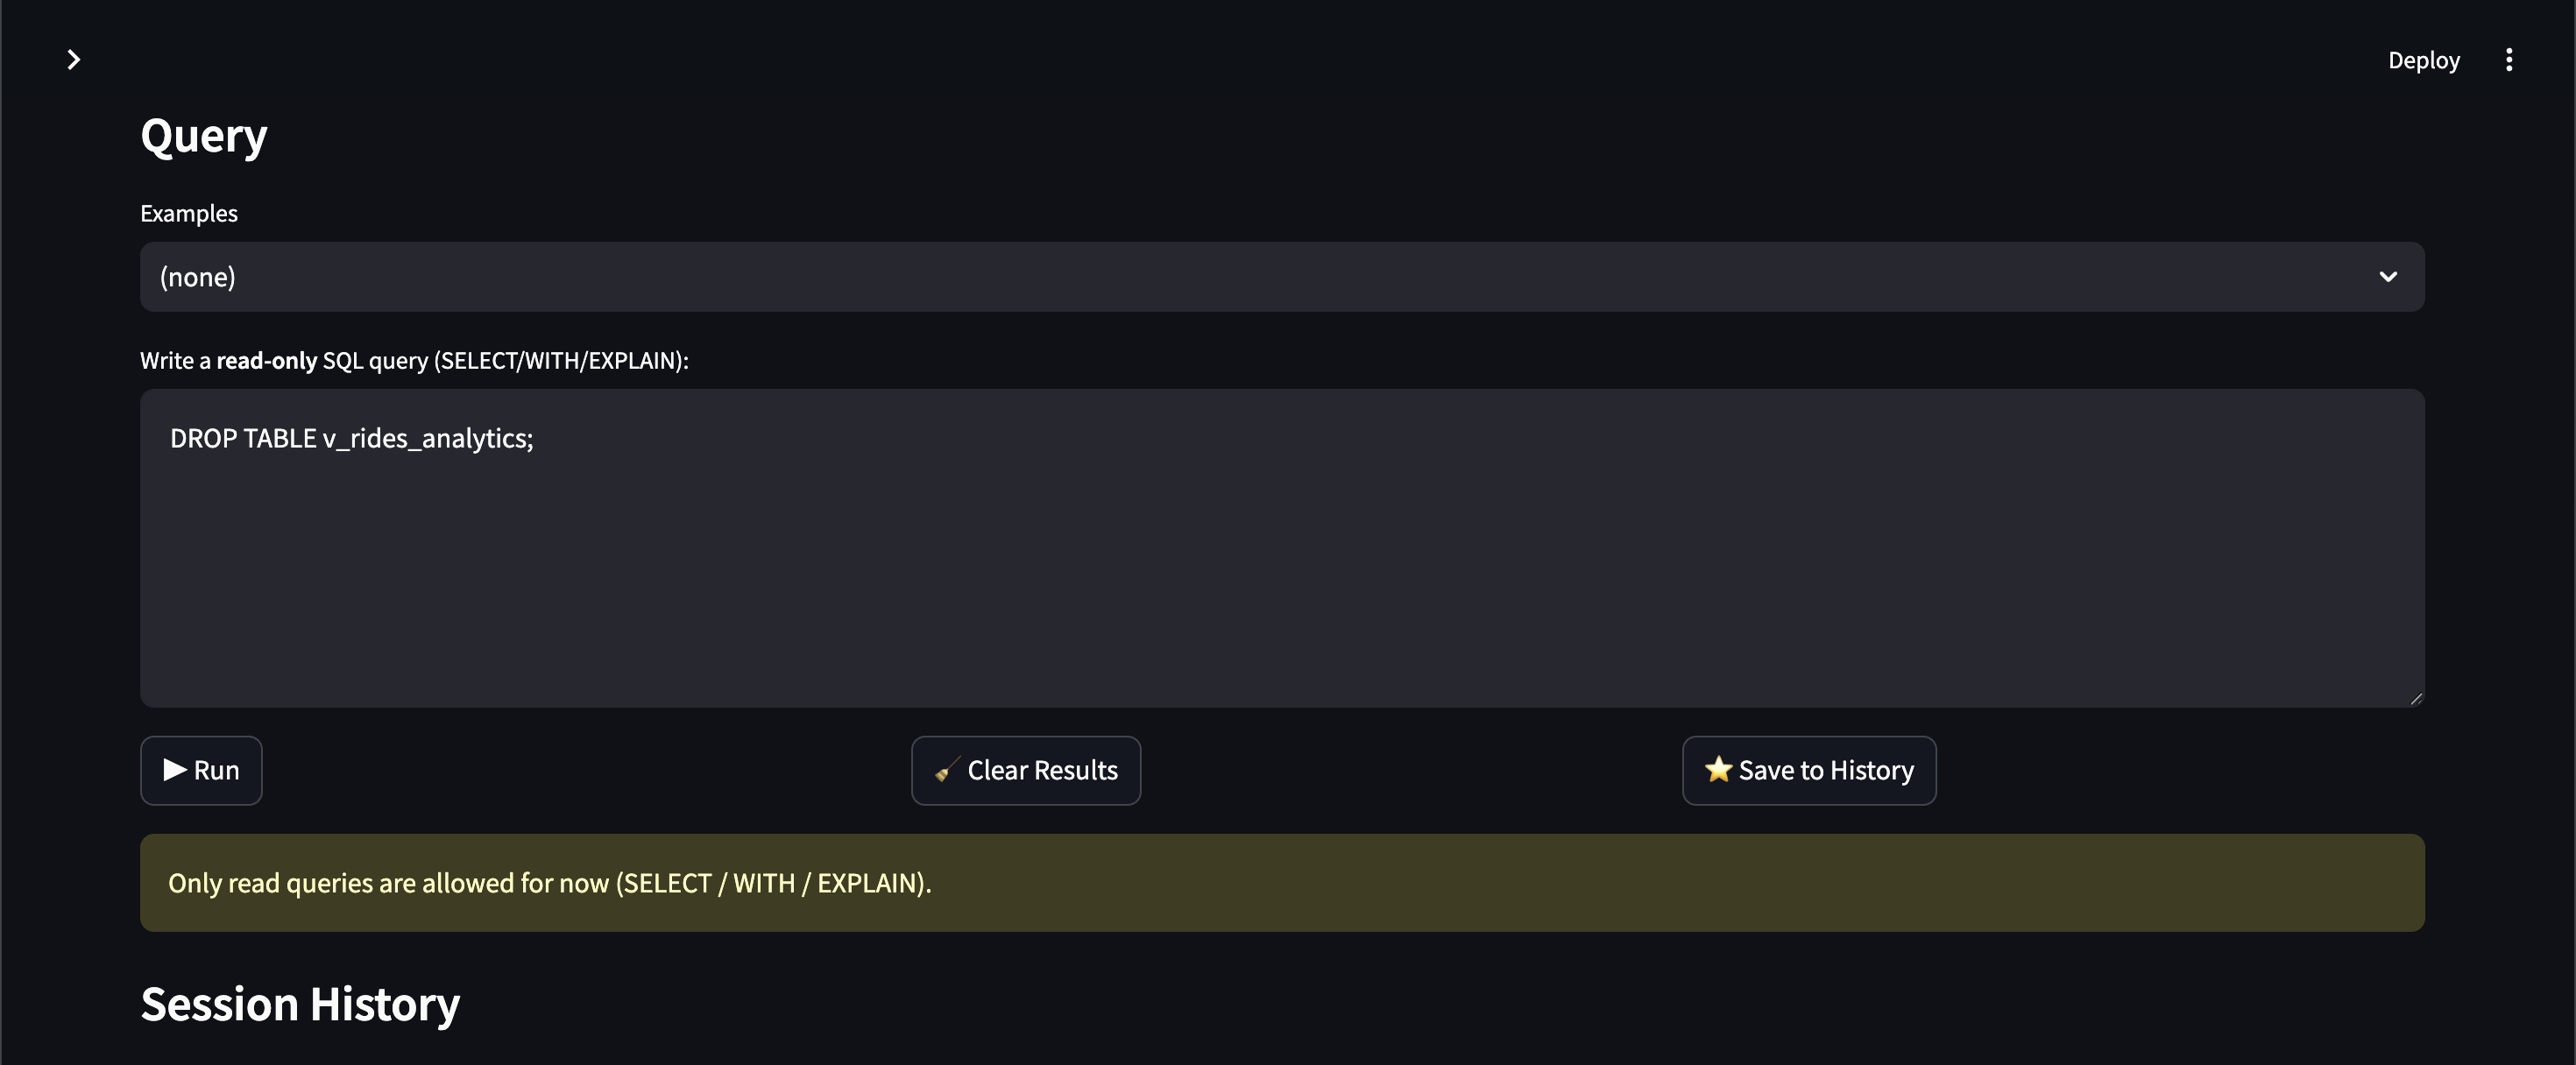 Deploy
Query
Examples
(none)
Write a read-only SQL query (SELECT/WITH/EXPLAIN):
DROP TABLE v_rides_analytics;
Run
Clear Results
Save to History
Only read queries are allowed for now (SELECT / WITH / EXPLAIN).
Session History